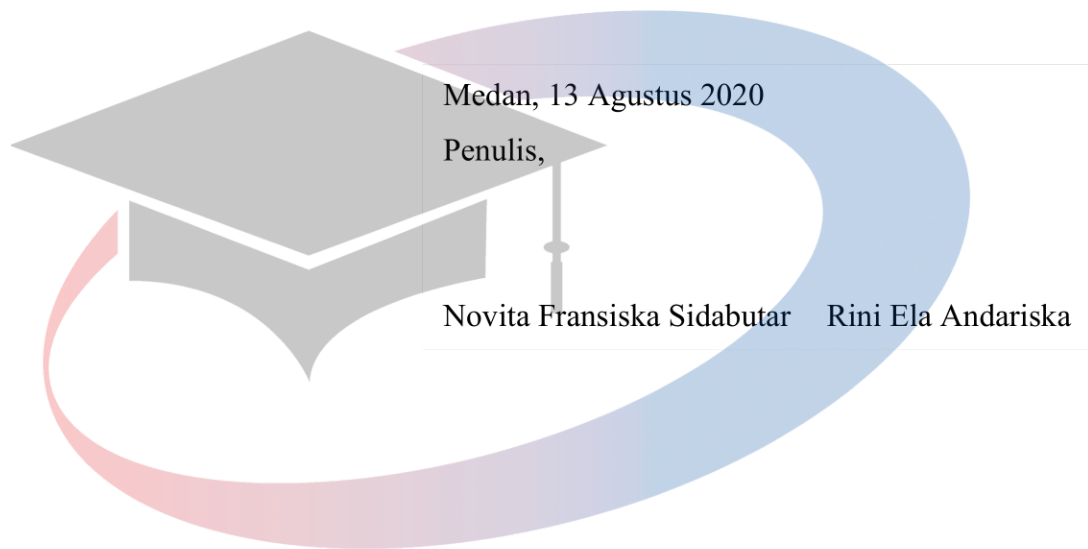 Medan, 13 Agustus 2020
Penulis,
Novita Fransiska Sidabutar Rini Ela Andariska